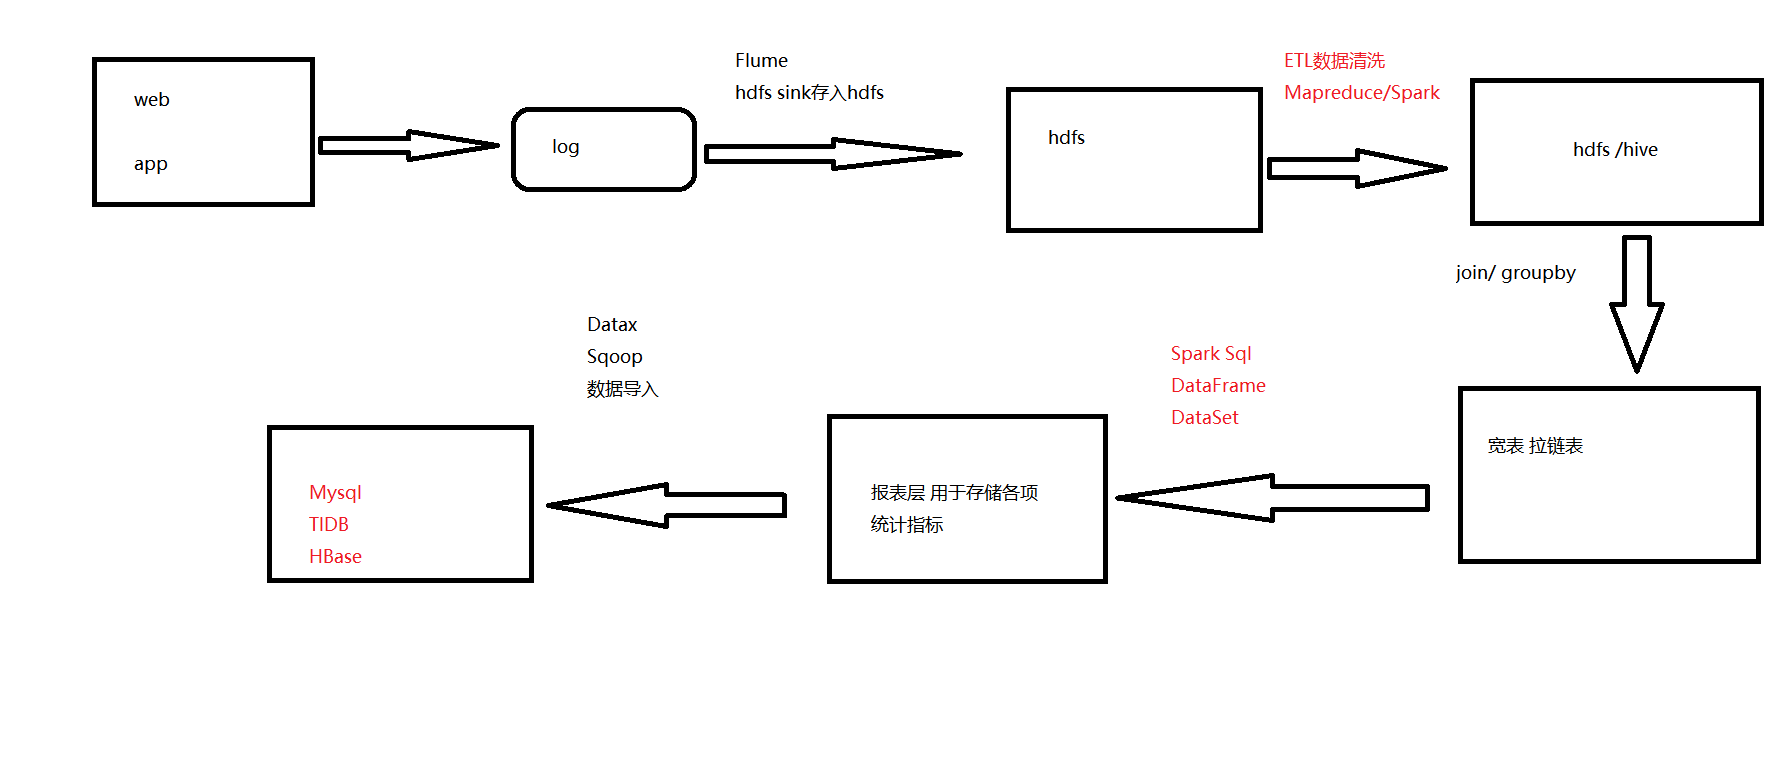 web
app
log
Flume
hdfs sink存入hdfs
hdfs
ETL数据清洗
Mapreduce/Spark
hdfs /hive
join/ groupby
宽表 拉链表
Spark Sql
DataFrame
DataSet
报表层 用于存储各项
统计指标
Datax
Sqoop
数据导入
Mysql
TIDB
HBase